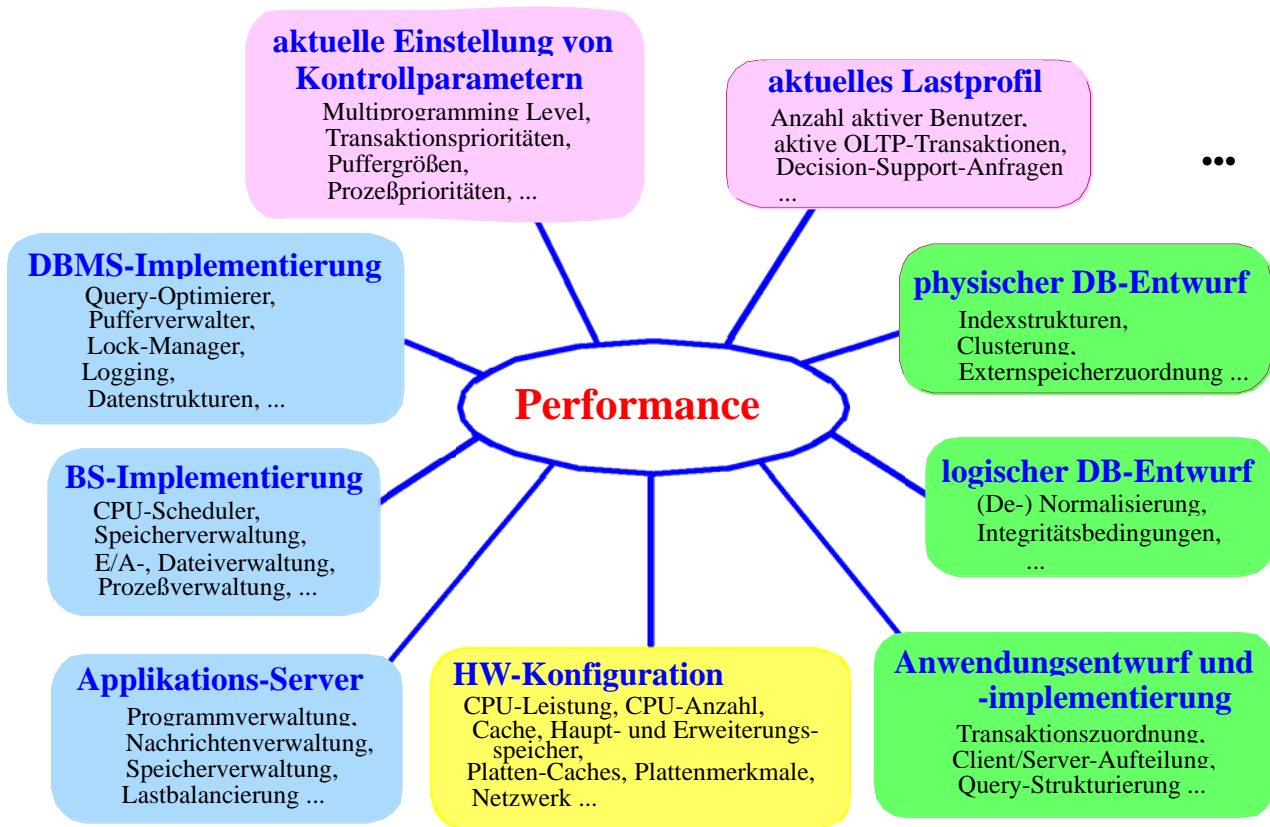 aktuelle Einstellung von
Kontrollparametern
Multiprogramming Level,
Transaktionsprioritäten,
Puffergrößen,
Prozeßprioritäten, ...
aktuelles Lastprofil
Anzahl aktiver Benutzer,
aktive OLTP-Transaktionen,
Decision-Support-Anfragen
...
...
DBMS-Implementierung
Query-Optimierer,
Pufferverwalter,
Lock-Manager,
Logging,
Datenstrukturen, ...
physischer DB-Entwurf
Indexstrukturen,
Clusterung,
Externspeicherzuordnung ...
Performance
BS-Implementierung
CPU-Scheduler,
Speicherverwaltung,
E/A-, Dateiverwaltung,
Prozeßverwaltung, ...
logischer DB-Entwurf
(De-) Normalisierung,
Integritätsbedingungen,
...
Applikations-Server
Programmverwaltung,
Nachrichtenverwaltung,
Speicherverwaltung,
Lastbalancierung ...
HW-Konfiguration
CPU-Leistung, CPU-Anzahl,
Cache, Haupt- und Erweiterungs-
speicher,
Platten-Caches, Plattenmerkmale,
Netzwerk ...
Anwendungsentwurf und
-implementierung
Transaktionszuordnung,
Client/Server-Aufteilung,
Query-Strukturierung ...